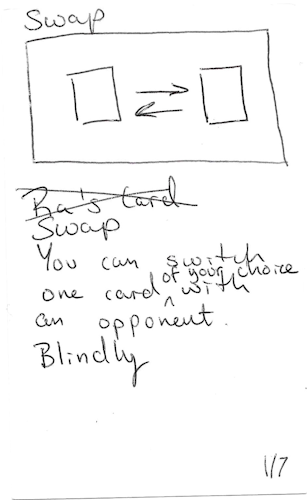 Swap
Ra's Card
Swap
You can switch
one card of your choice with
an opponent.
Blindly
1/7